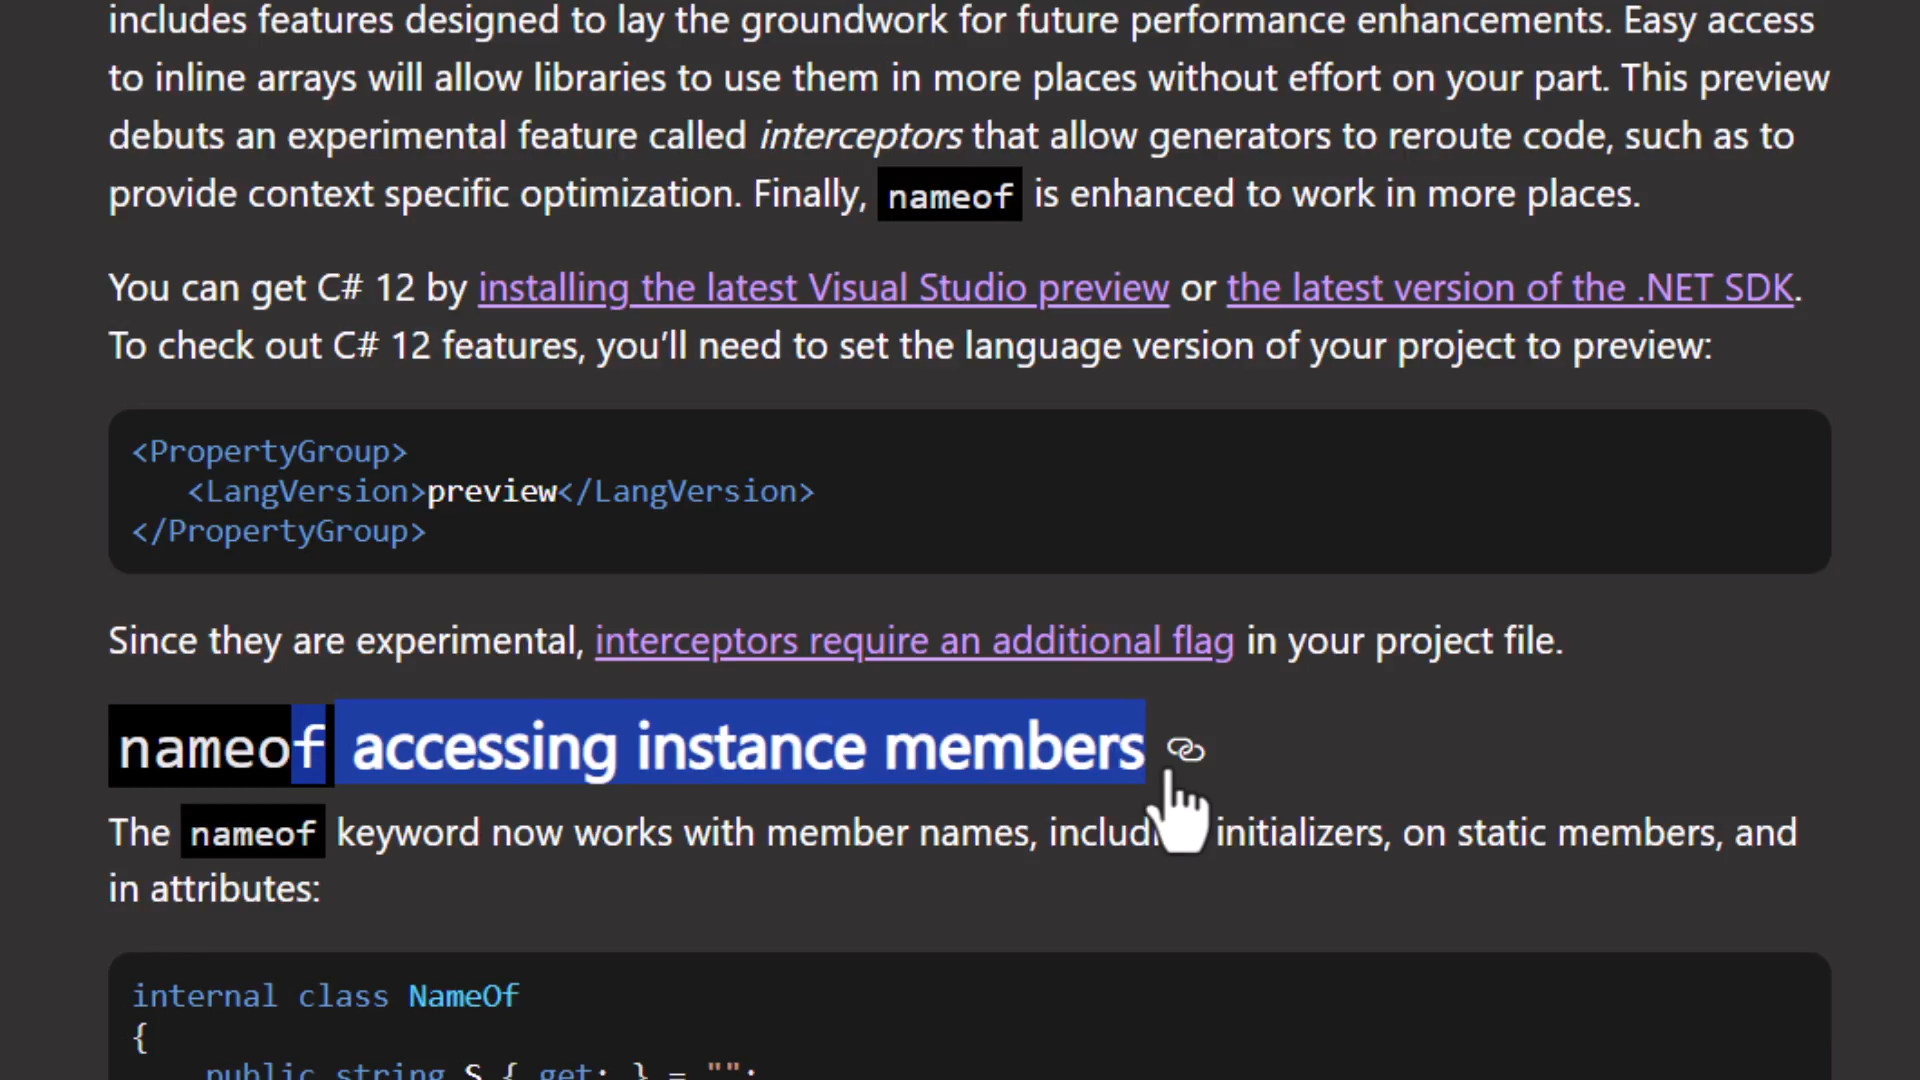 includes features designed to lay the groundwork for future performance enhancements. Easy access
to inline arrays will allow libraries to use them in more places without effort on your part. This preview
debuts an experimental feature called interceptors that allow generators to reroute code, such as to
provide context specific optimization. Finally, nameof is enhanced to work in more places.
You can get C# 12 by installing the latest Visual Studio preview or the latest version of the .NET SDK.
To check out C# 12 features, you’ll need to set the language version of your project to preview:
<PropertyGroup>
<LangVersion>preview</LangVersion>
</PropertyGroup>
Since they are experimental, interceptors require an additional flag in your project file.
nameof accessing instance members
The nameof keyword now works with member names, includi initializers, on static members, and
in attributes:
internal class NameOf
{
public string S { get; } = "";